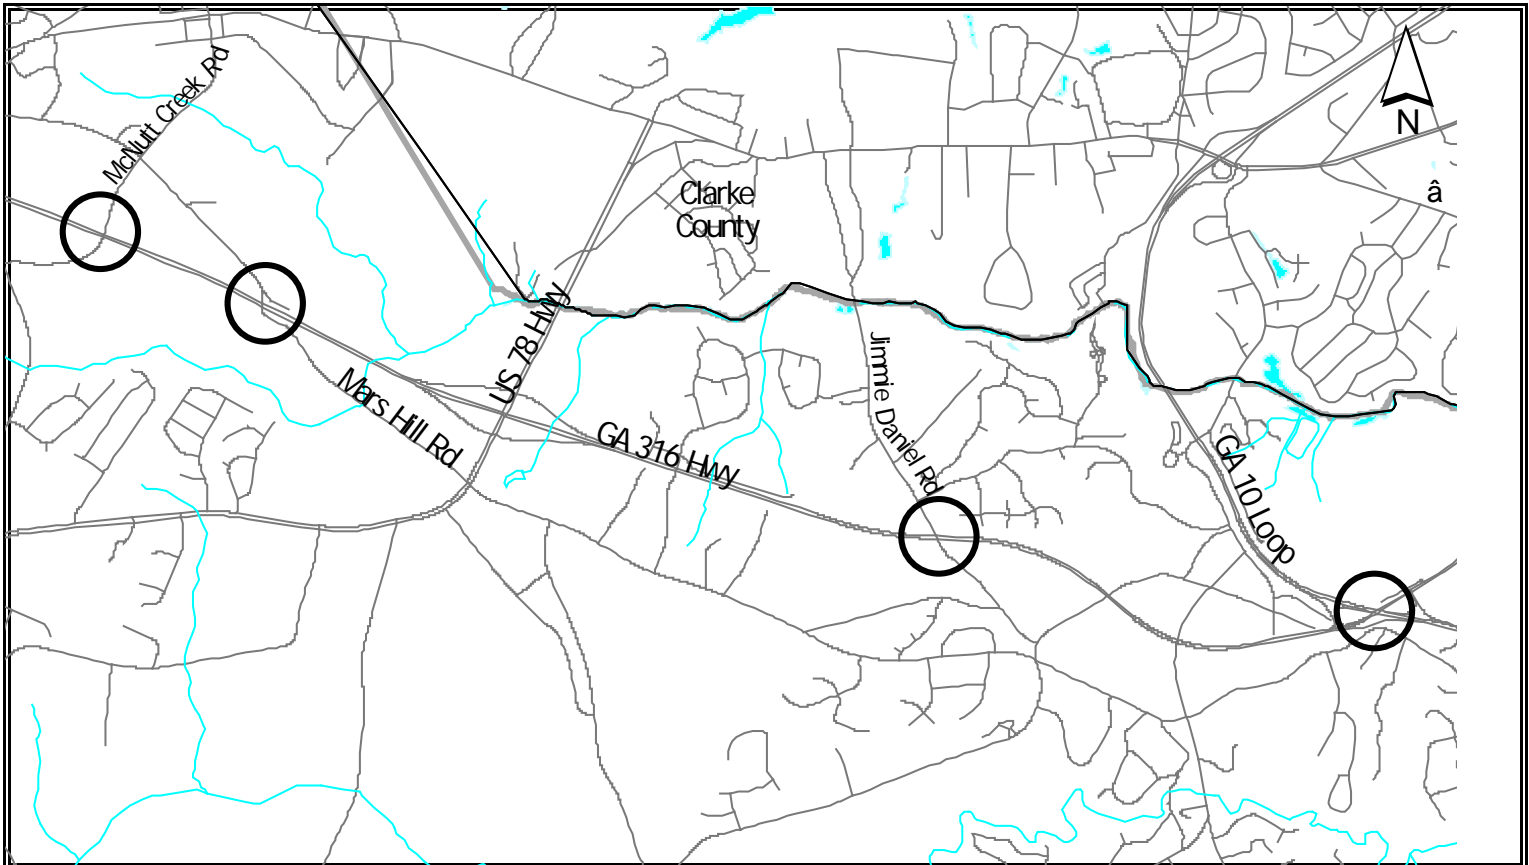 McNutt Creek Rd
N
â
Clarke
County
US 78 HWY
Jimmie Daniel Rd
Mars Hill Rd
GA 316 Hwy
GA 10 Loop